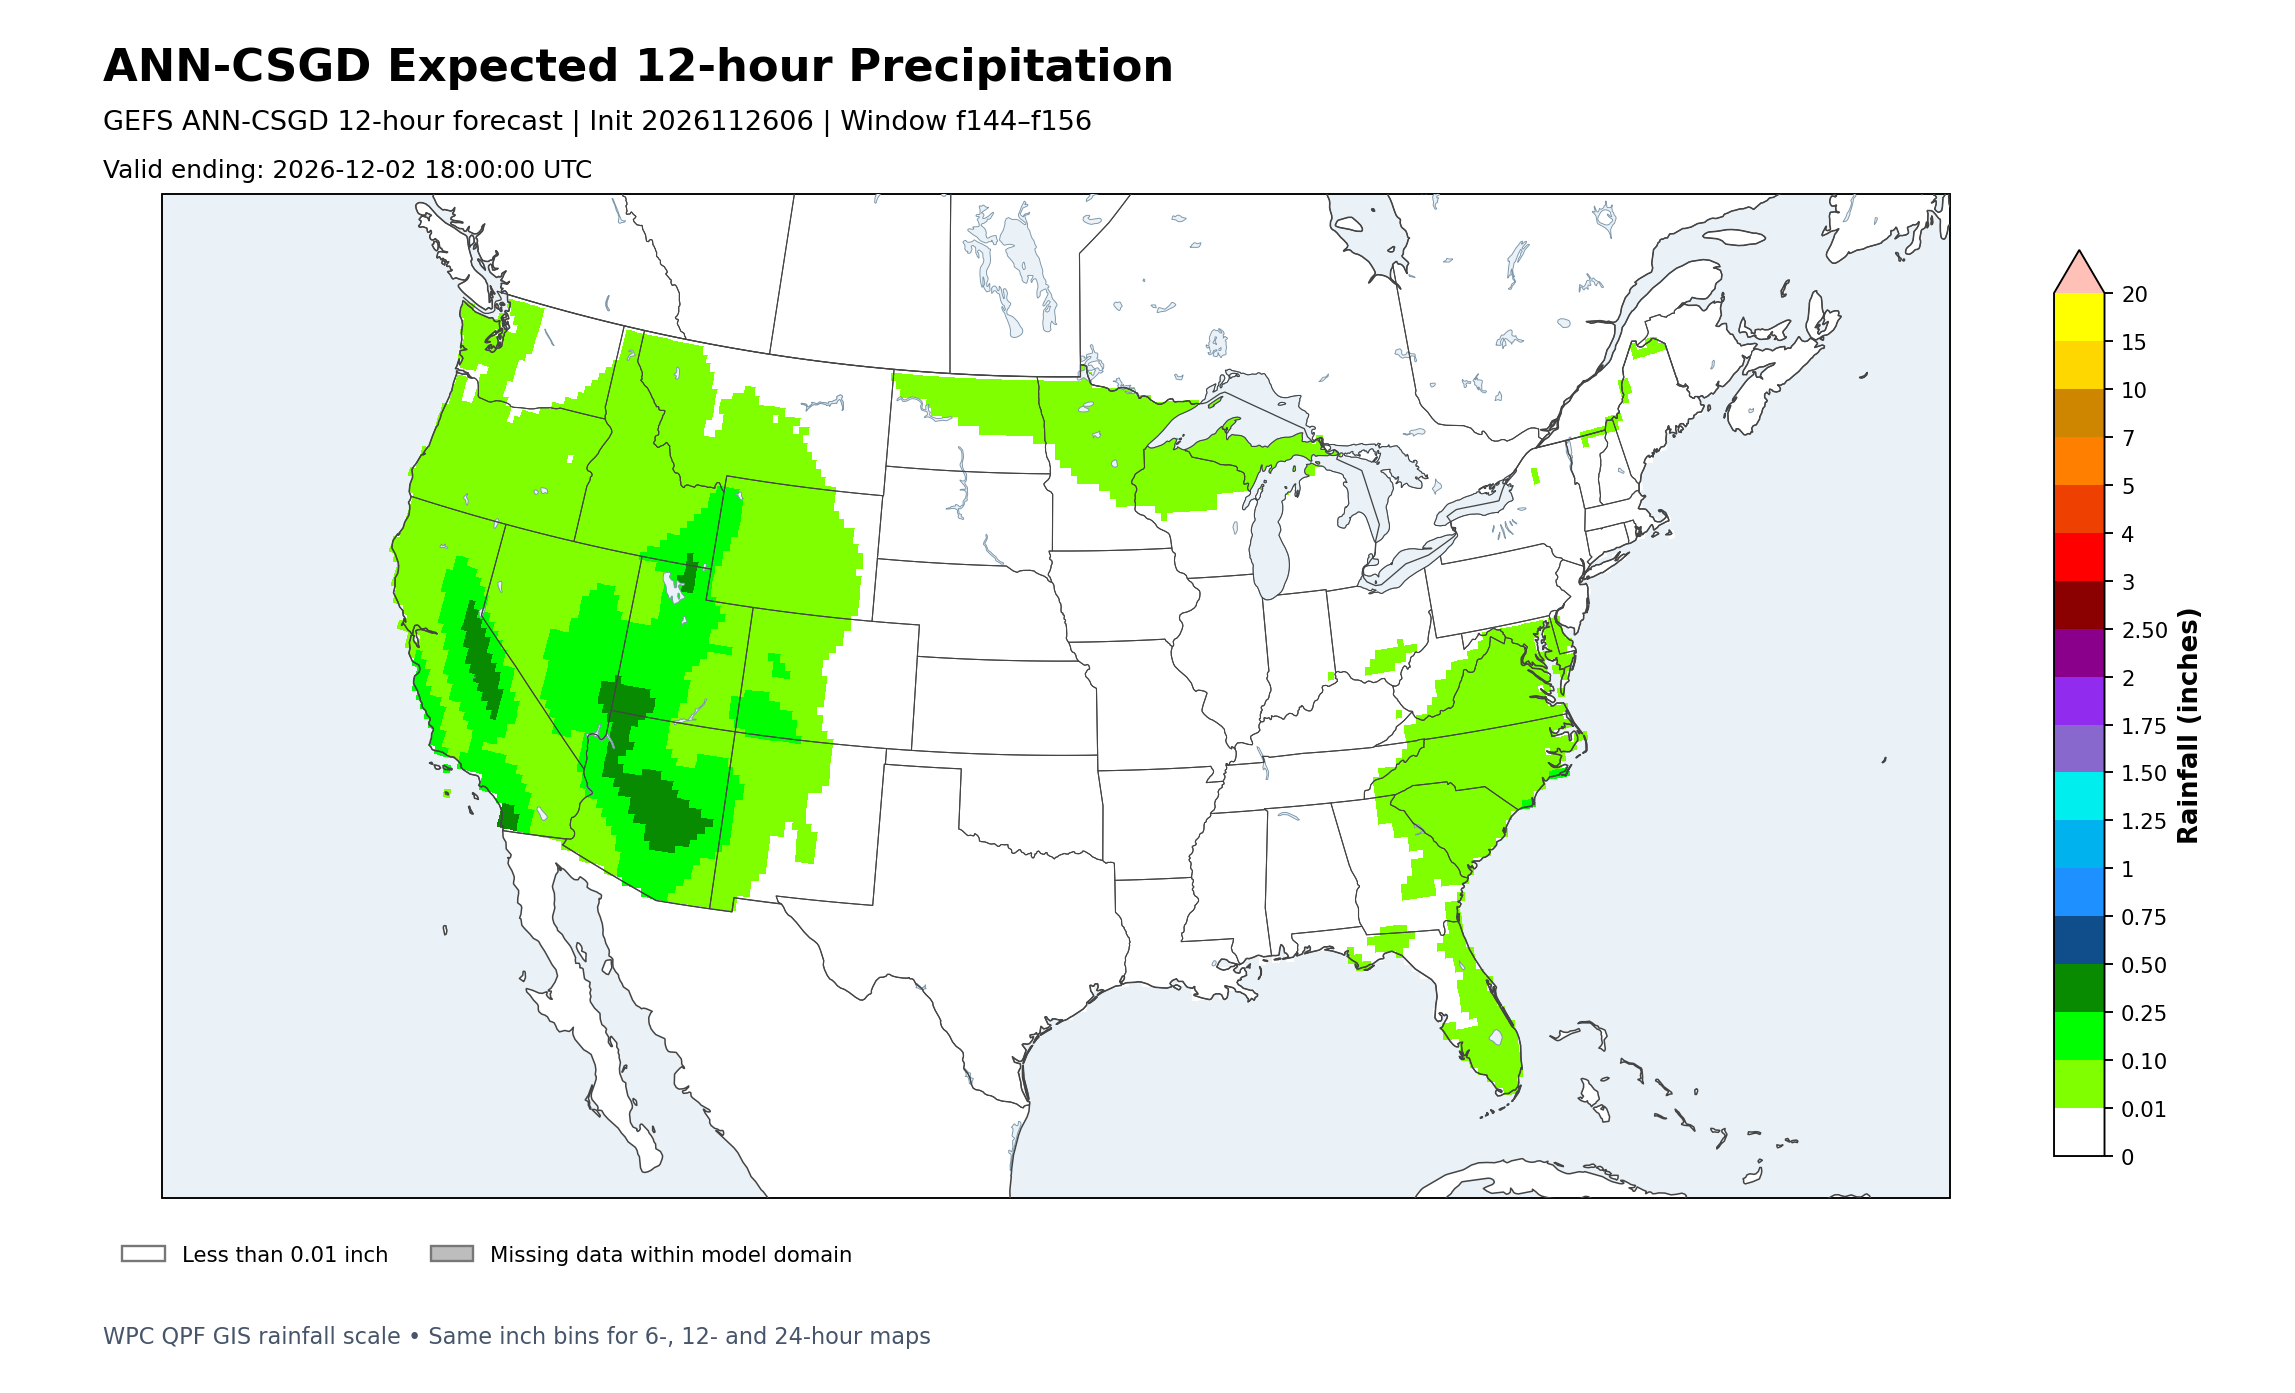 ANN-CSGD Expected 12-hour Precipitation
GEFS ANN-CSGD 12-hour forecast | Init 2026112606 | Window f144–f156
Valid ending: 2026-12-02 18:00:00 UTC
20
15
10
7
5
4
3
2.50
2
1.75
1.50
1.25
1
0.75
0.50
0.25
0.10
0.01
0
Rainfall (inches)
Less than 0.01 inch
Missing data within model domain
WPC QPF GIS rainfall scale • Same inch bins for 6-, 12- and 24-hour maps